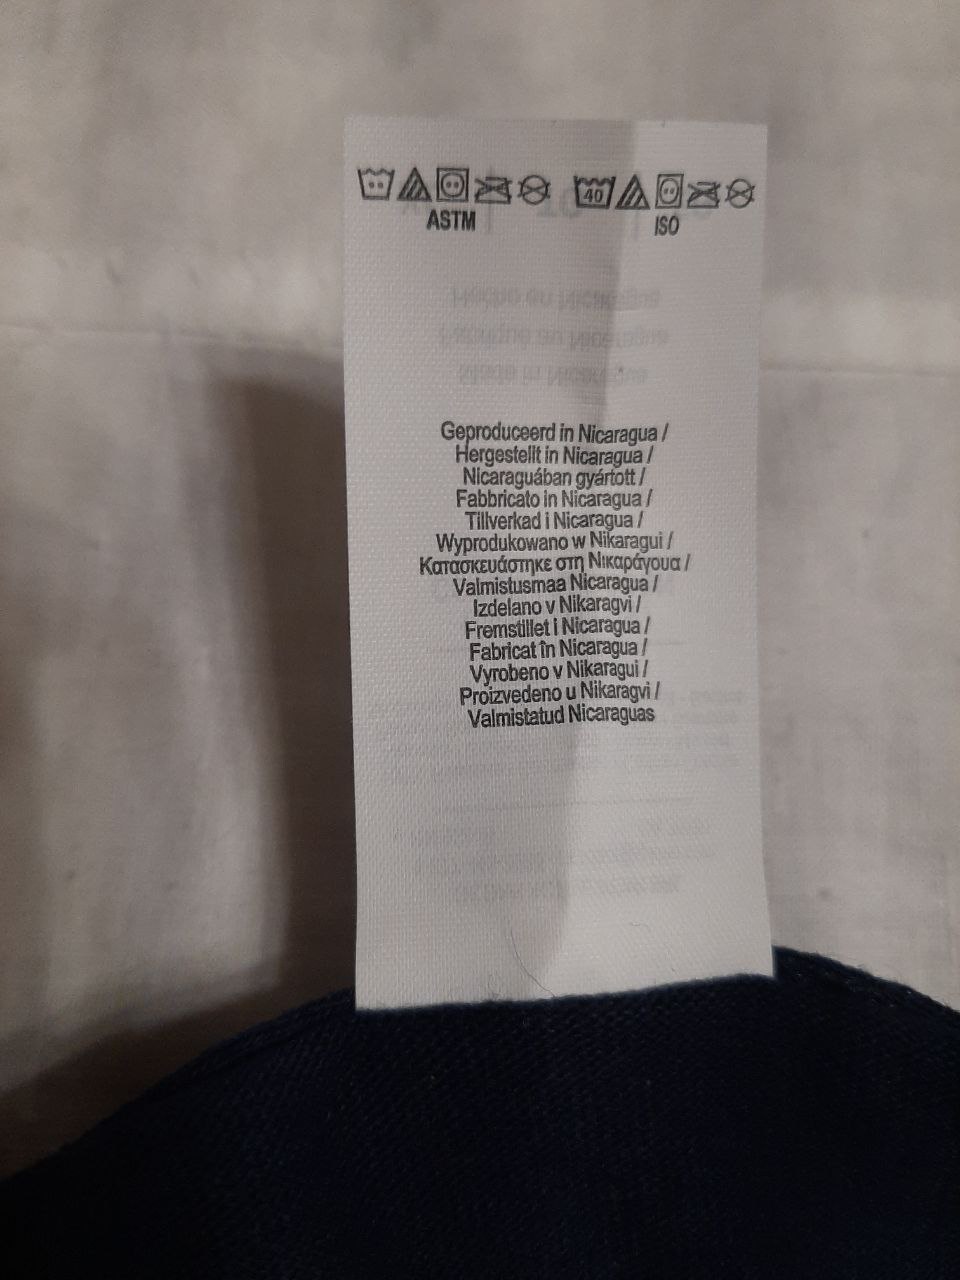 40
ASTM
ISO
Geproduceerd in Nicaragua /
Hergestellt in Nicaragua /
Nicaraguában gyártott /
Fabbricato in Nicaragua /
Tillverkad i Nicaragua /
Wyprodukowano w Nikaragui /
Κατασκευάστηκε στη Νικαράγουα /
Valmistusmaa Nicaragua /
Izdelano v Nikaragvi /
Fremstillet i Nicaragua /
Fabricat în Nicaragua /
Vyrobeno v Nikaragui /
Proizvedeno u Nikaragvi /
Valmistatud Nicaraguas